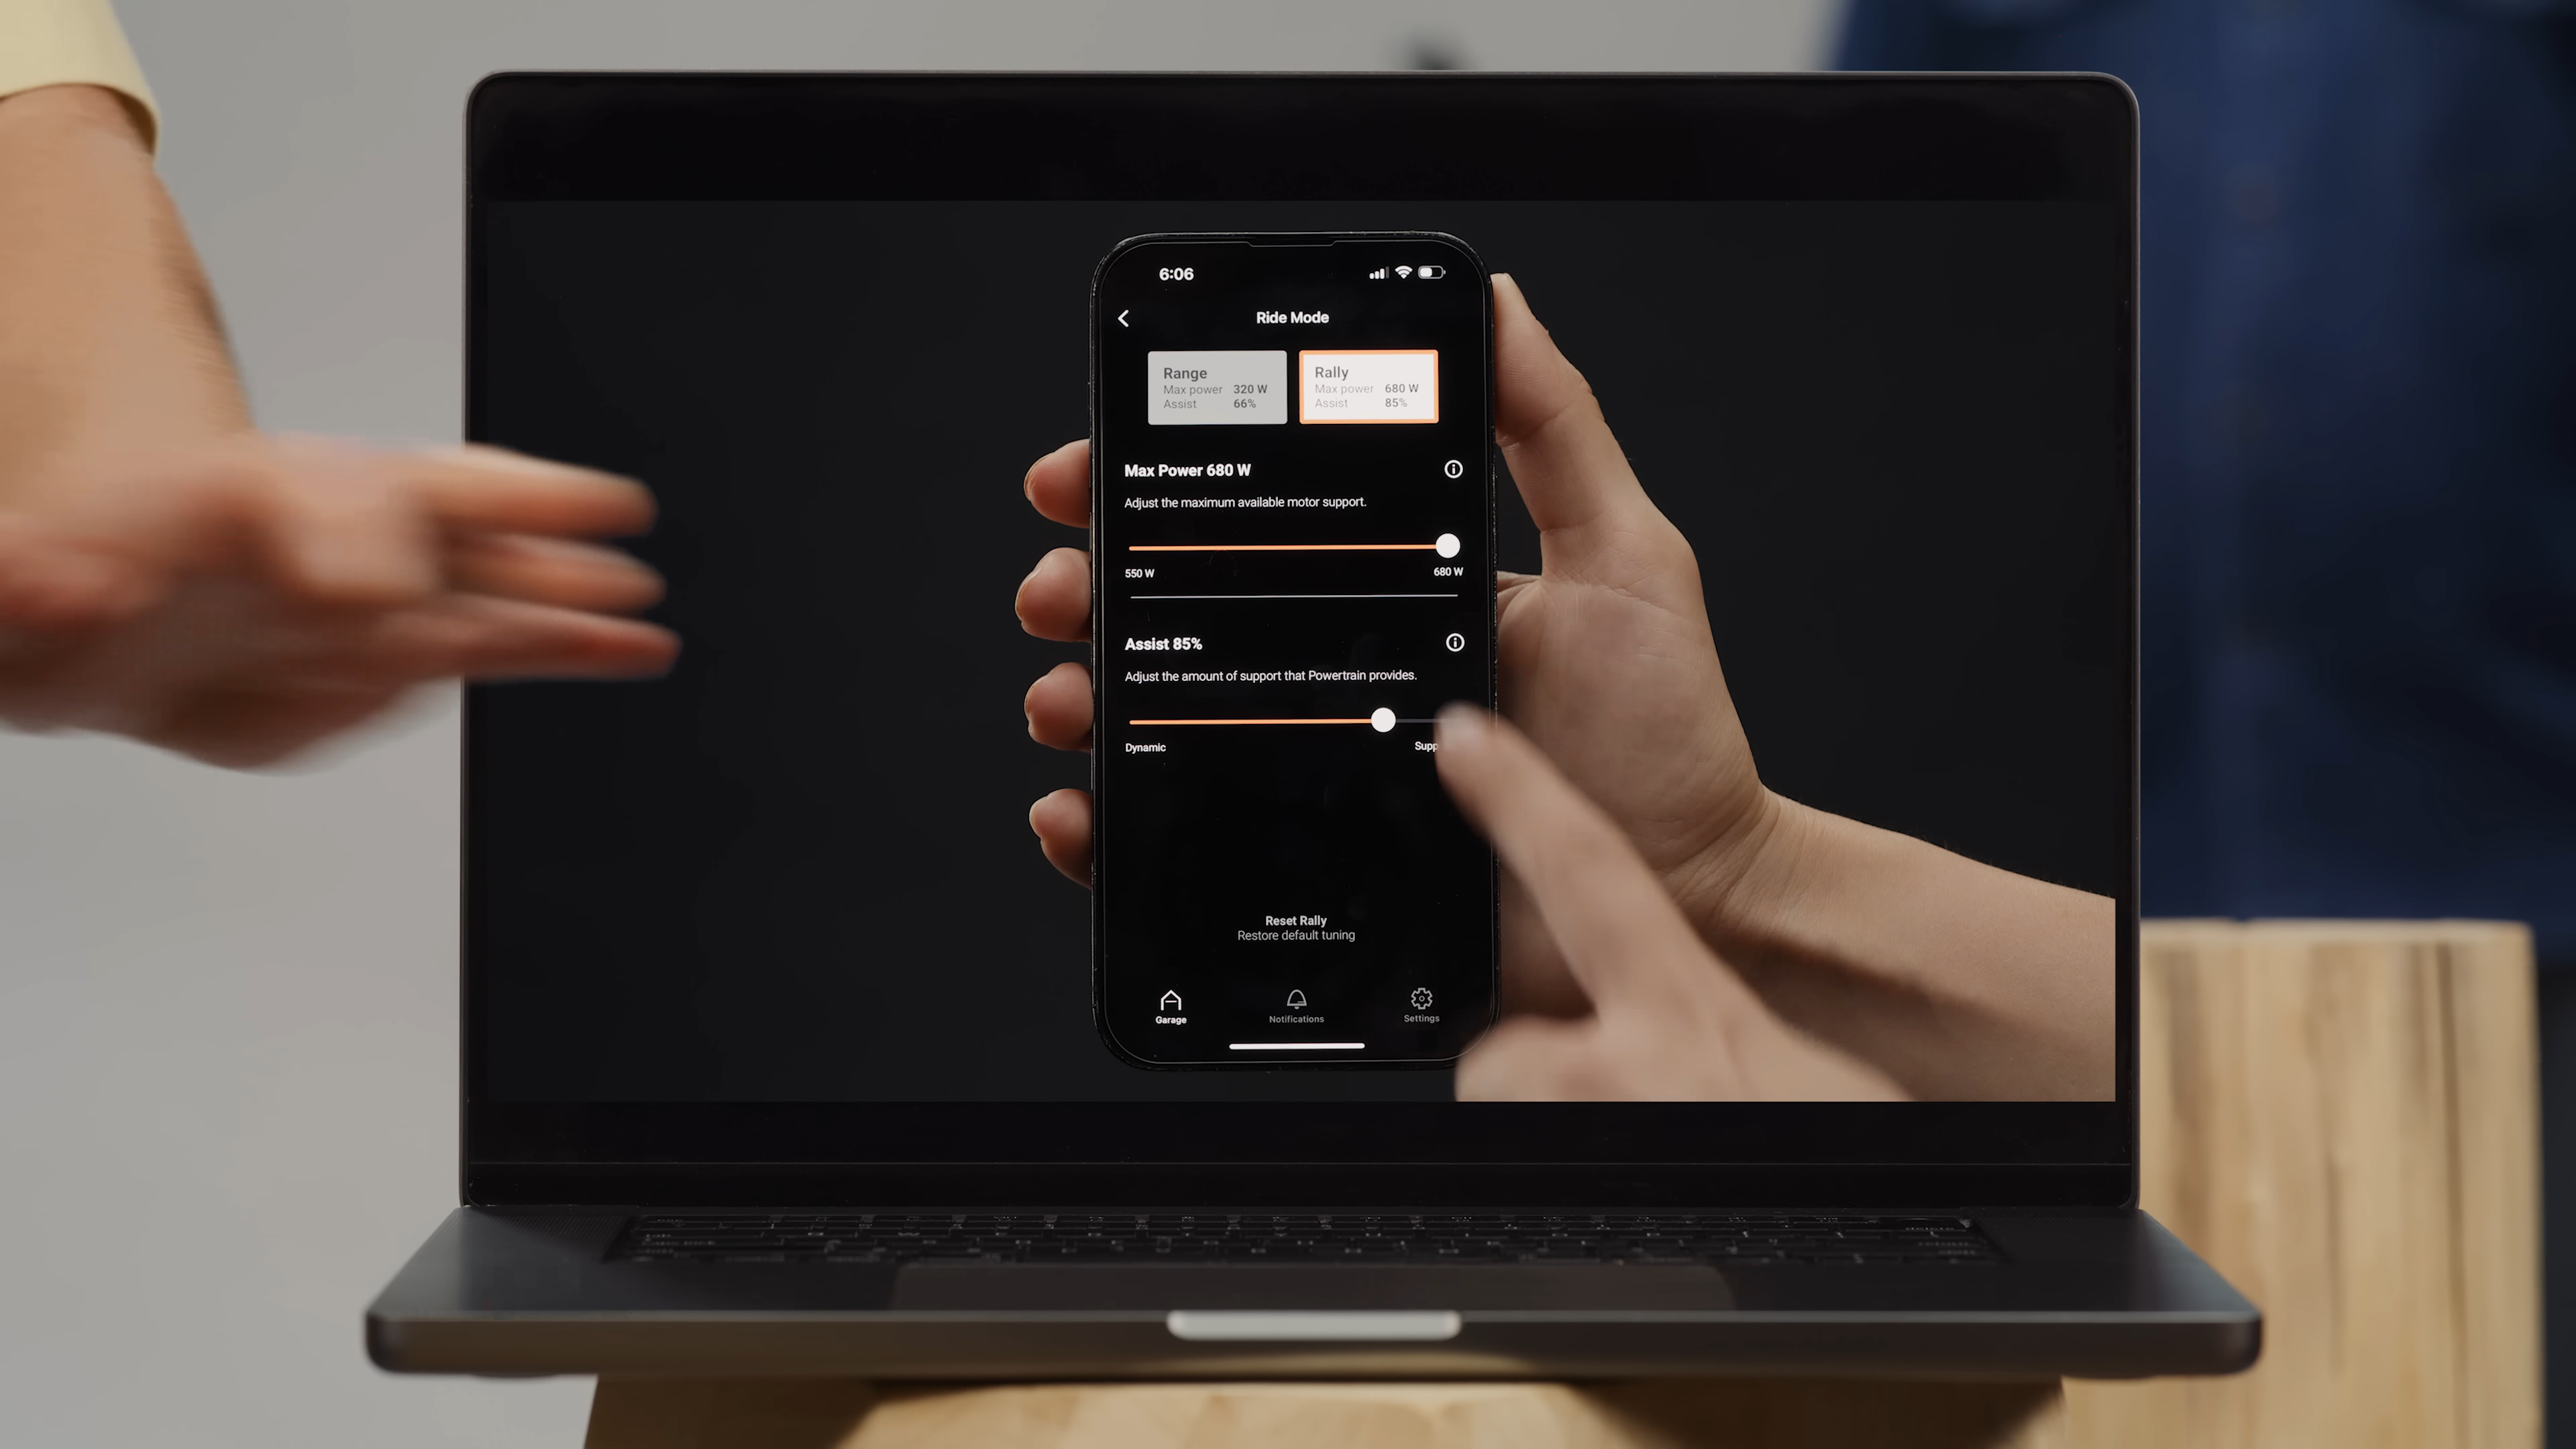 6:06
Ride Mode
Range
Max power 320 W
Assist 66%
Rally
Max power 680 W
Assist 85%
Max Power 680 W
Adjust the maximum available motor support.
550 W 680 W
Assist 85%
Adjust the amount of support that Powertrain provides.
Dynamic Supp
Reset Rally
Restore default tuning
Garage Notifications Settings